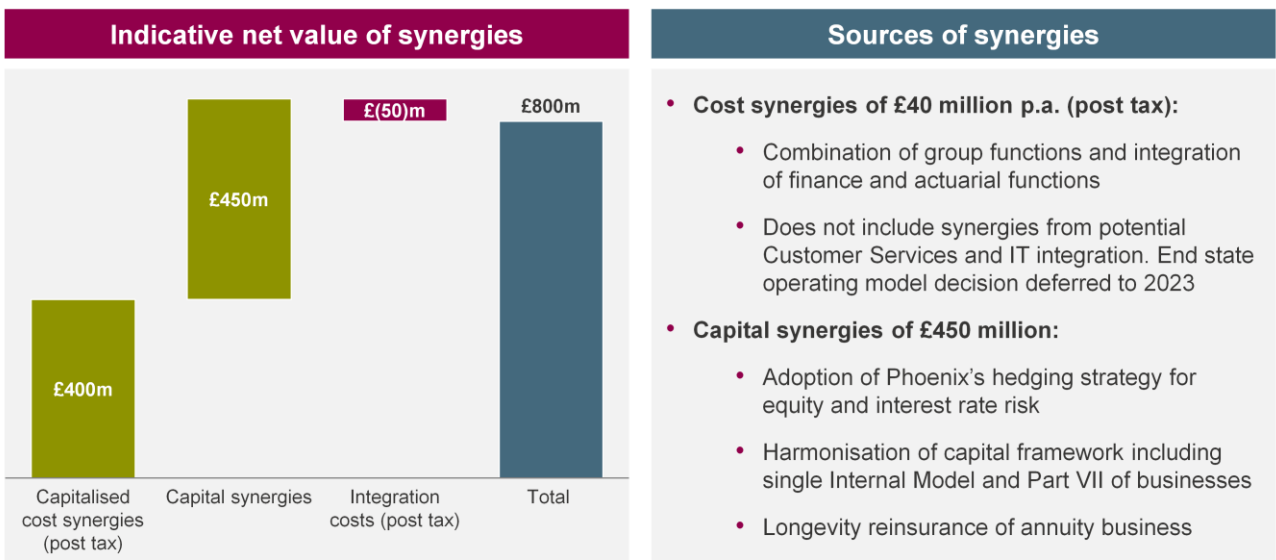 Indicative net value of synergies
£400m
£450m
£(50)m
£800m
Capitalised
cost synergies
(post tax)
Capital synergies
Integration
costs (post tax)
Total
Sources of synergies
• Cost synergies of £40 million p.a. (post tax):
• Combination of group functions and integration
of finance and actuarial functions
• Does not include synergies from potential
Customer Services and IT integration. End state
operating model decision deferred to 2023
• Capital synergies of £450 million:
• Adoption of Phoenix's hedging strategy for
equity and interest rate risk
• Harmonisation of capital framework including
single Internal Model and Part VII of businesses
• Longevity reinsurance of annuity business